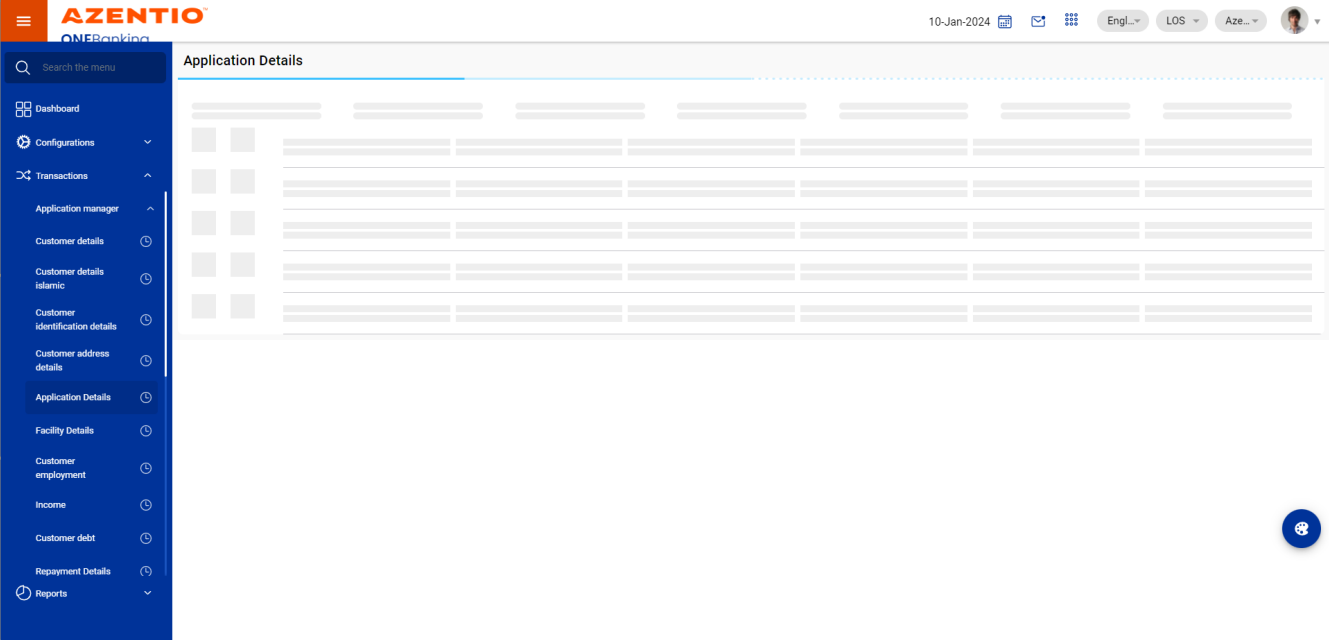 AZENTIO™
ONEBanking
10-Jan-2024
Engl...
LOS
Aze...
Search the menu
Application Details
Dashboard
Configurations
Transactions
Application manager
Customer details
Customer details
islamic
Customer
identification details
Customer address
details
Application Details
Facility Details
Customer
employment
Income
Customer debt
Repayment Details
Reports